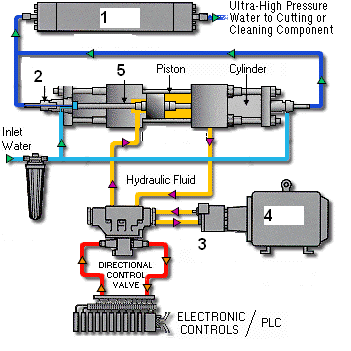 1
Ultra-High Pressure
Water to Cutting or
Cleaning Component
2
5
Piston
Cylinder
Inlet
Water
Hydraulic Fluid
4
3
DIRECTIONAL
CONTROL
VALVE
ELECTRONIC
CONTROLS / PLC